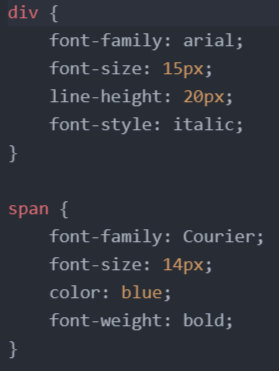 div {
    font-family: arial;
    font-size: 15px;
    line-height: 20px;
    font-style: italic;
}

span {
    font-family: Courier;
    font-size: 14px;
    color: blue;
    font-weight: bold;
}